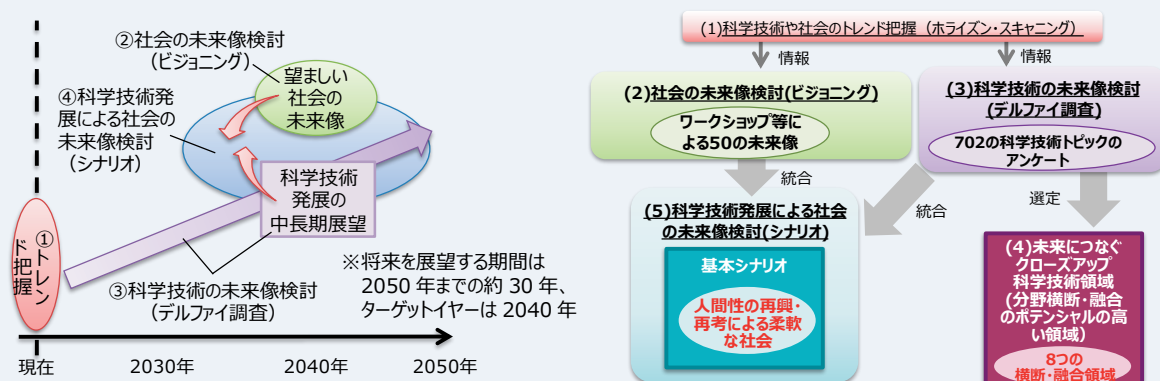 ②社会の未来像検討
(ビジョニング)
望ましい
社会の
未来像
④科学技術発
展による社会の
未来像検討
(シナリオ)
科学技術
発展の
中長期展望
①トレン
ド把握
③科学技術の未来像検討
(デルファイ調査)
※将来を展望する期間は
2050 年までの約 30 年、
ターゲットイヤーは 2040 年
現在
2030年
2040年
2050年
(1)科学技術や社会のトレンド把握（ホライズン・スキャニング）
情報
情報
(2)社会の未来像検討(ビジョニング)
ワークショップ等に
よる50の未来像
(3)科学技術の未来像検討
(デルファイ調査)
702の科学技術トピックの
アンケート
統合
統合
選定
(5)科学技術発展による社会
の未来像検討(シナリオ)
基本シナリオ
人間性の再興・
再考による柔軟
な社会
(4)未来につなぐ
クローズアップ
科学技術領域
(分野横断・融合
のポテンシャルの高
い領域)
8つの
横断・融合領域